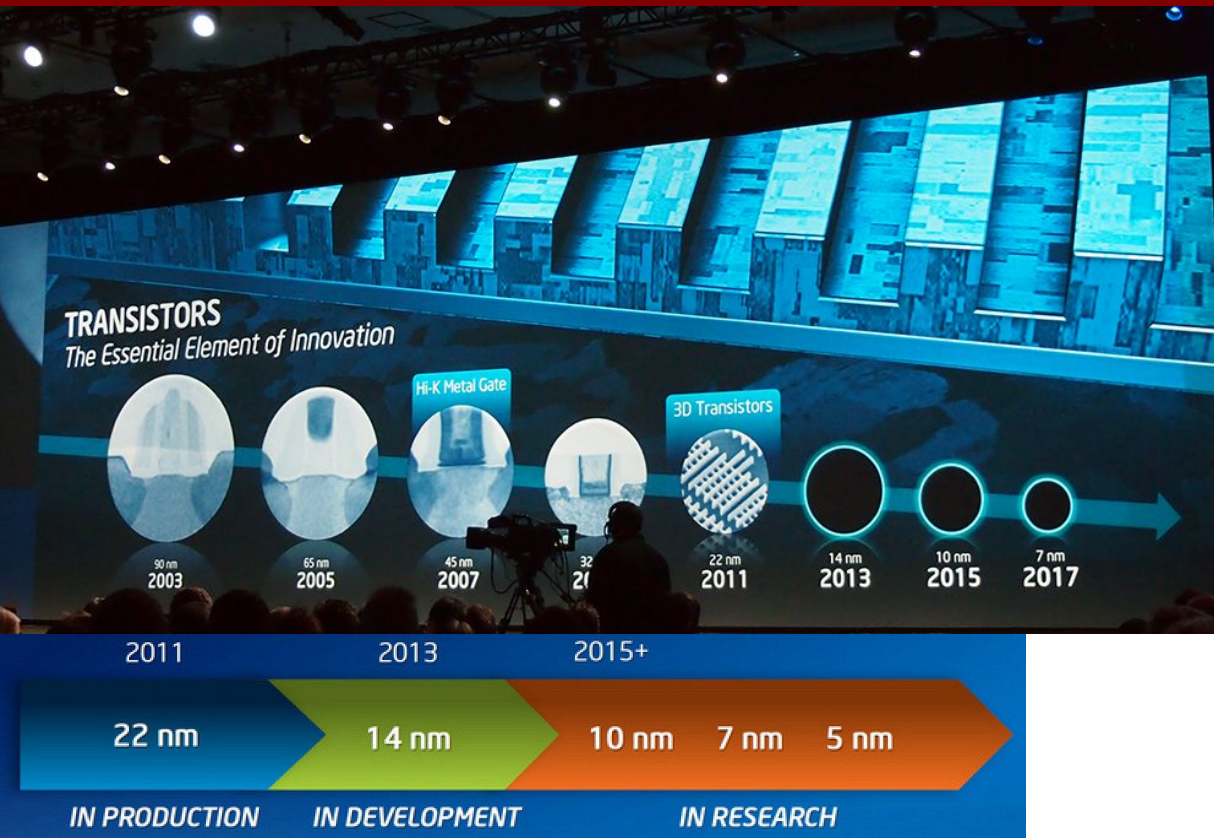 TRANSISTORS
The Essential Element of Innovation
Hi-K Metal Gate
3D Transistors
90 nm
2003
65 nm
2005
45 nm
2007
22 nm
2011
14 nm
2013
10 nm
2015
7 nm
2017
2011
2013
2015+
22 nm
14 nm
10 nm
7 nm
5 nm
IN PRODUCTION
IN DEVELOPMENT
IN RESEARCH